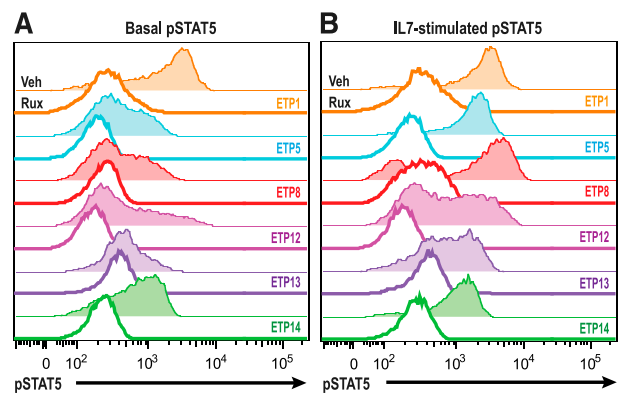 A
Basal pSTAT5
Veh
Rux
ETP1
ETP5
ETP8
ETP12
ETP13
ETP14
0 10² 10³ 10⁴ 10⁵
pSTAT5
B
IL7-stimulated pSTAT5
Veh
Rux
ETP1
ETP5
ETP8
ETP12
ETP13
ETP14
0 10² 10³ 10⁴ 10⁵
pSTAT5